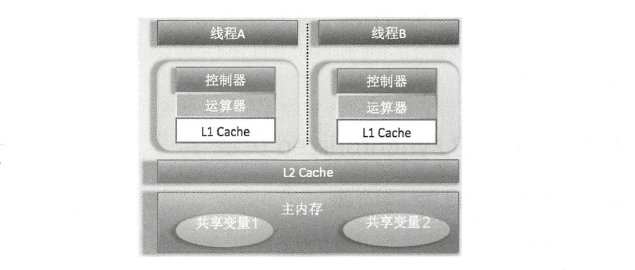 线程A
线程B
控制器
控制器
运算器
运算器
L1 Cache
L1 Cache
L2 Cache
主内存
共享变量1
共享变量2